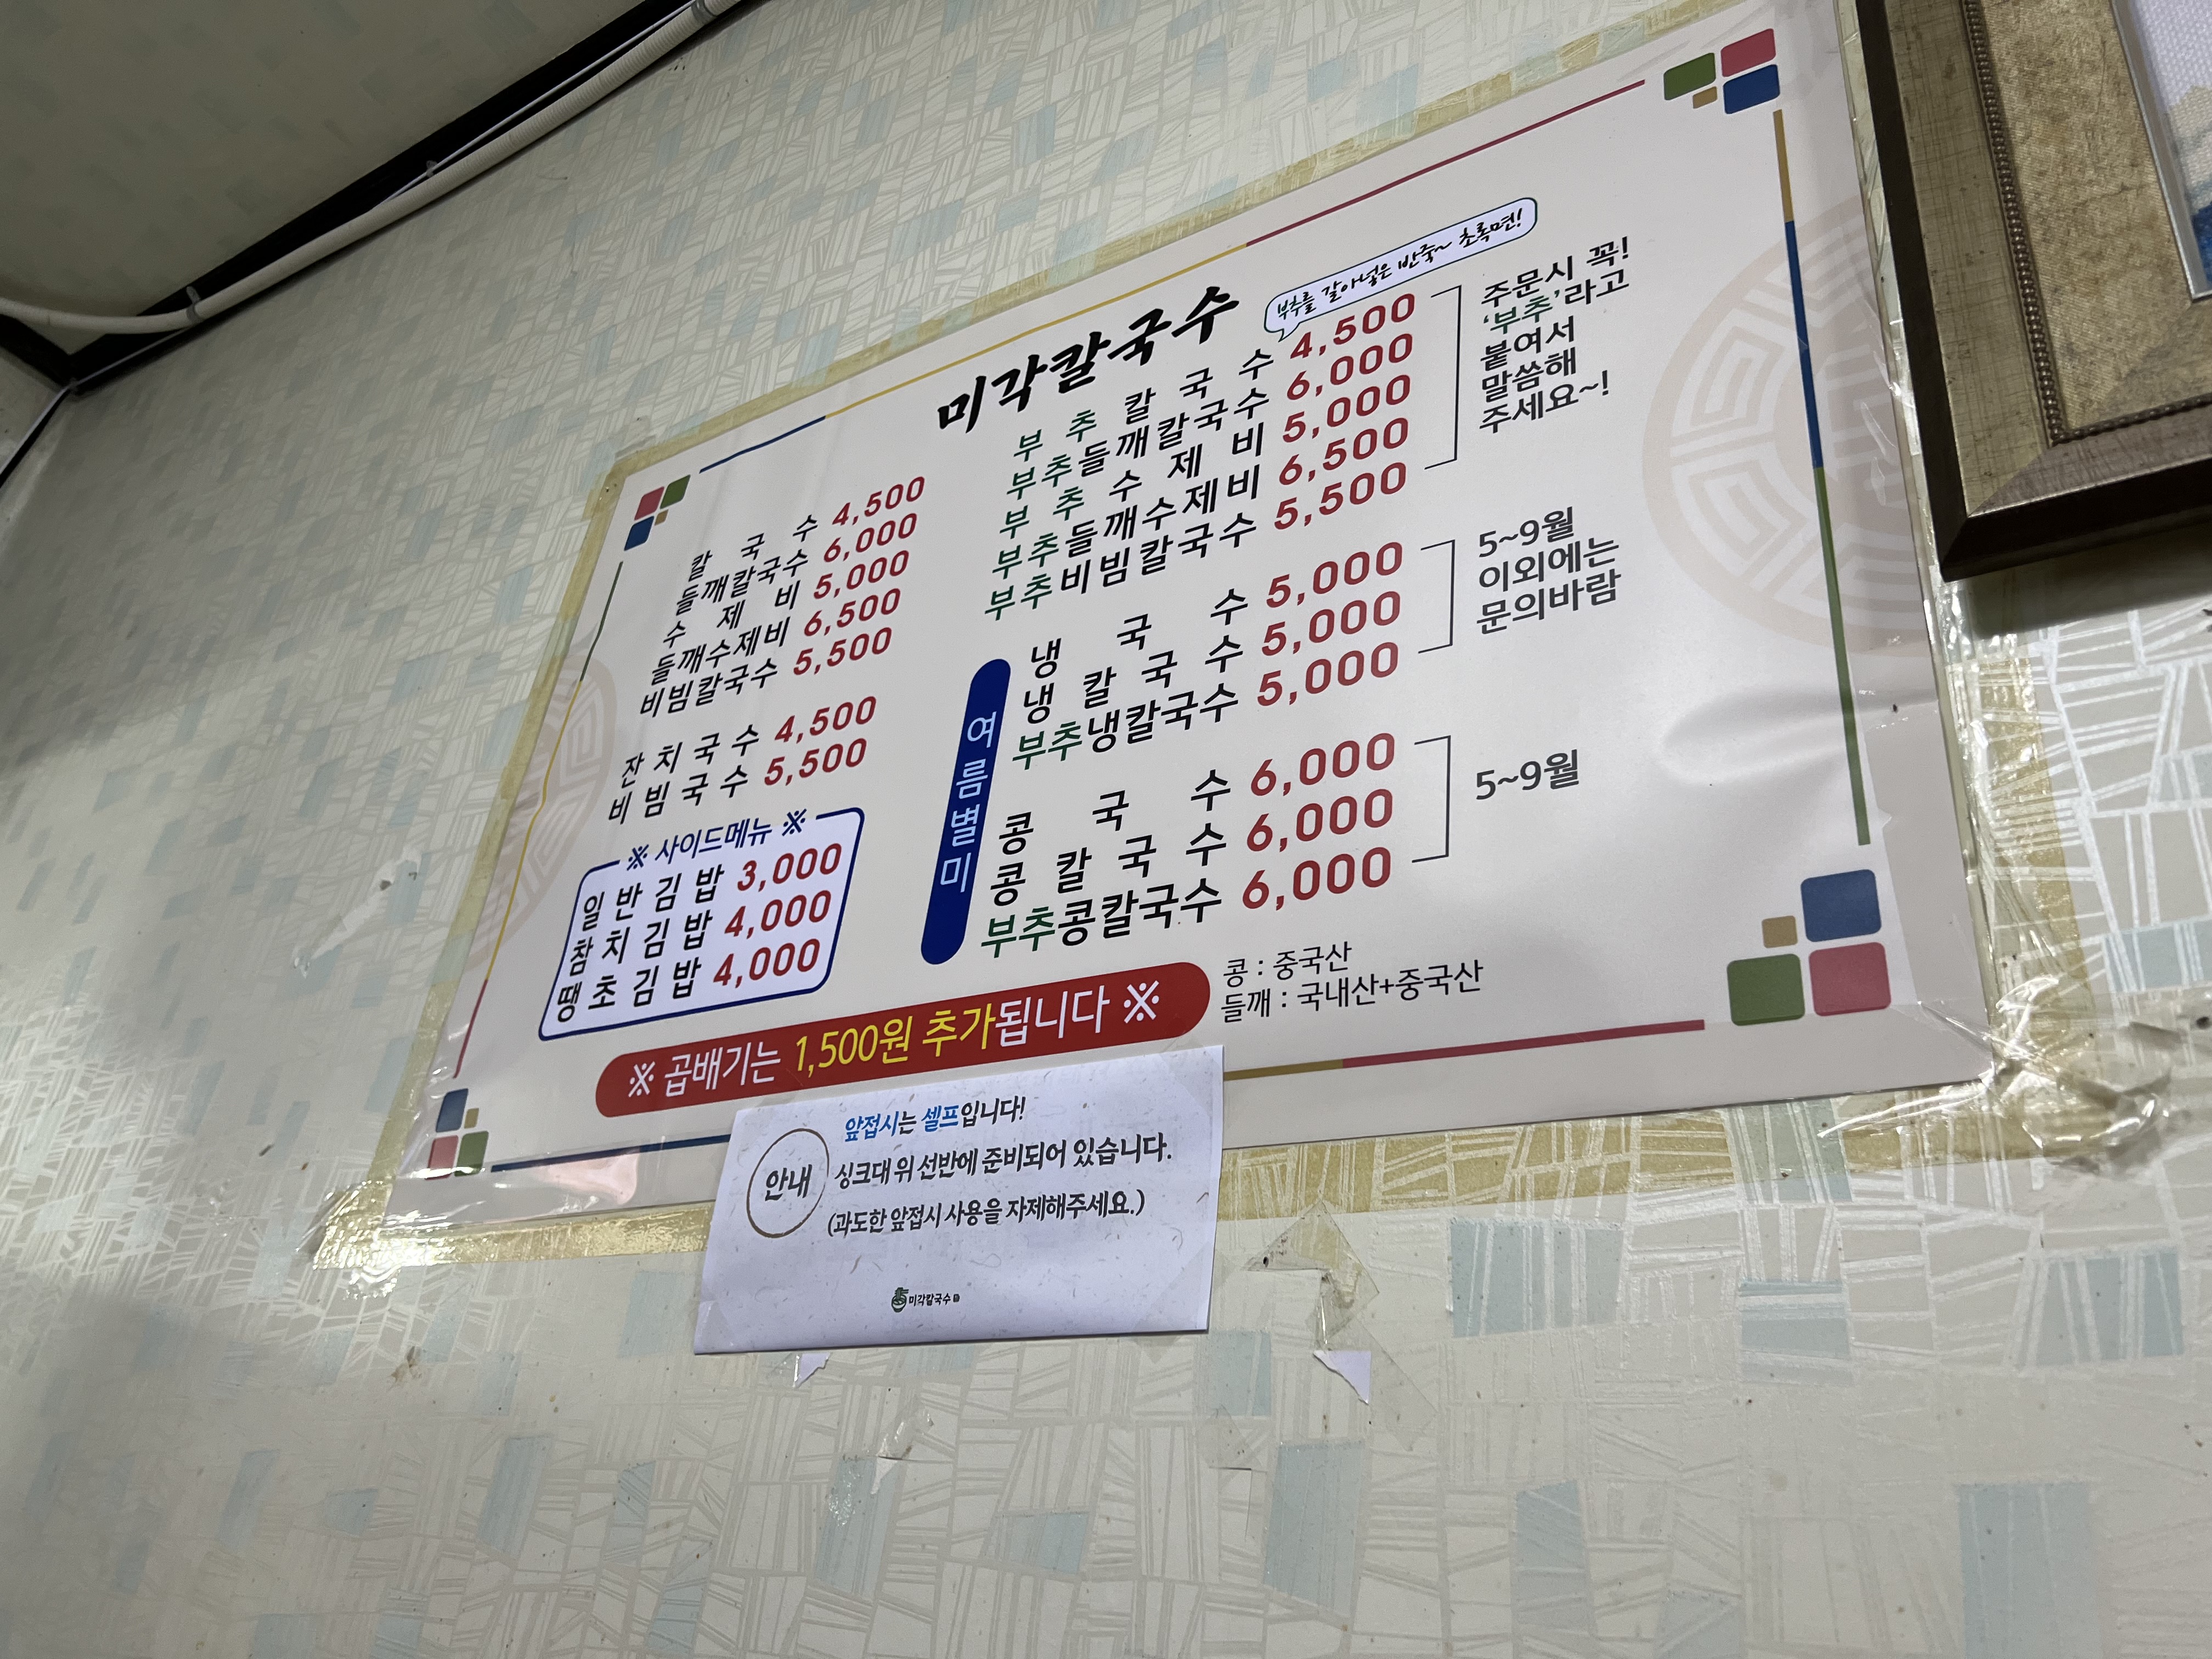 미각칼국수
칼국수 4,500
들깨칼국수 6,000
수제비 5,000
들깨수제비 6,500
비빔칼국수 5,500
잔치국수 4,500
비빔국수 5,500
※ 사이드메뉴 ※
일반김밥 3,000
참치김밥 4,000
땡초김밥 4,000
부추를 갈아넣은 반죽~ 초록면!
부추칼국수 4,500
부추들깨칼국수 6,000
부추수제비 5,000
부추들깨수제비 6,500
부추비빔칼국수 5,500
주문시 꼭!
'부추'라고
붙여서
말씀해
주세요~!
여름별미
냉국수 5,000
냉칼국수 5,000
부추냉칼국수 5,000
5~9월
이외에는
문의바람
콩국수 6,000
콩칼국수 6,000
부추콩칼국수 6,000
5~9월
※ 곱배기는 1,500원 추가됩니다 ※
콩 : 중국산
들깨 : 국내산+중국산
안내
앞접시는 셀프입니다!
싱크대 위 선반에 준비되어 있습니다.
(과도한 앞접시 사용을 자제해주세요.)
미각칼국수